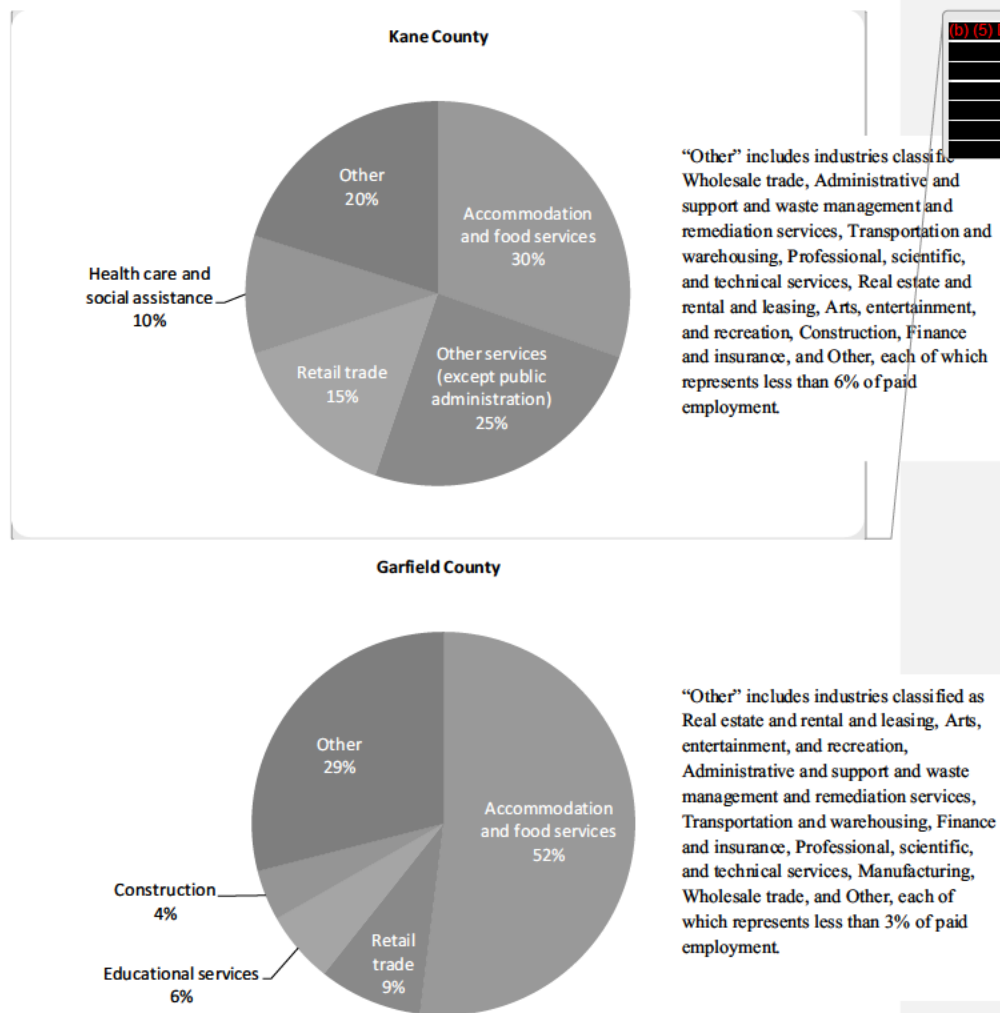 Kane County
(b) (5)
Other
20%
Accommodation
and food services
30%
Health care and
social assistance
10%
Retail trade
15%
Other services
(except public
administration)
25%
“Other” includes industries
Wholesale trade, Administrative and
support and waste management and
remediation services, Transportation and
warehousing, Professional, scientific,
and technical services, Real estate and
rental and leasing, Arts, entertainment,
and recreation, Construction, Finance
and insurance, and Other, each of which
represents less than 6% of paid
employment.
Garfield County
Other
29%
Accommodation
and food services
52%
Construction
4%
Educational services
6%
Retail
trade
9%
“Other” includes industries classified as
Real estate and rental and leasing, Arts,
entertainment, and recreation,
Administrative and support and waste
management and remediation services,
Transportation and warehousing, Finance
and insurance, Professional, scientific,
and technical services, Manufacturing,
Wholesale trade, and Other, each of
which represents less than 3% of paid
employment.